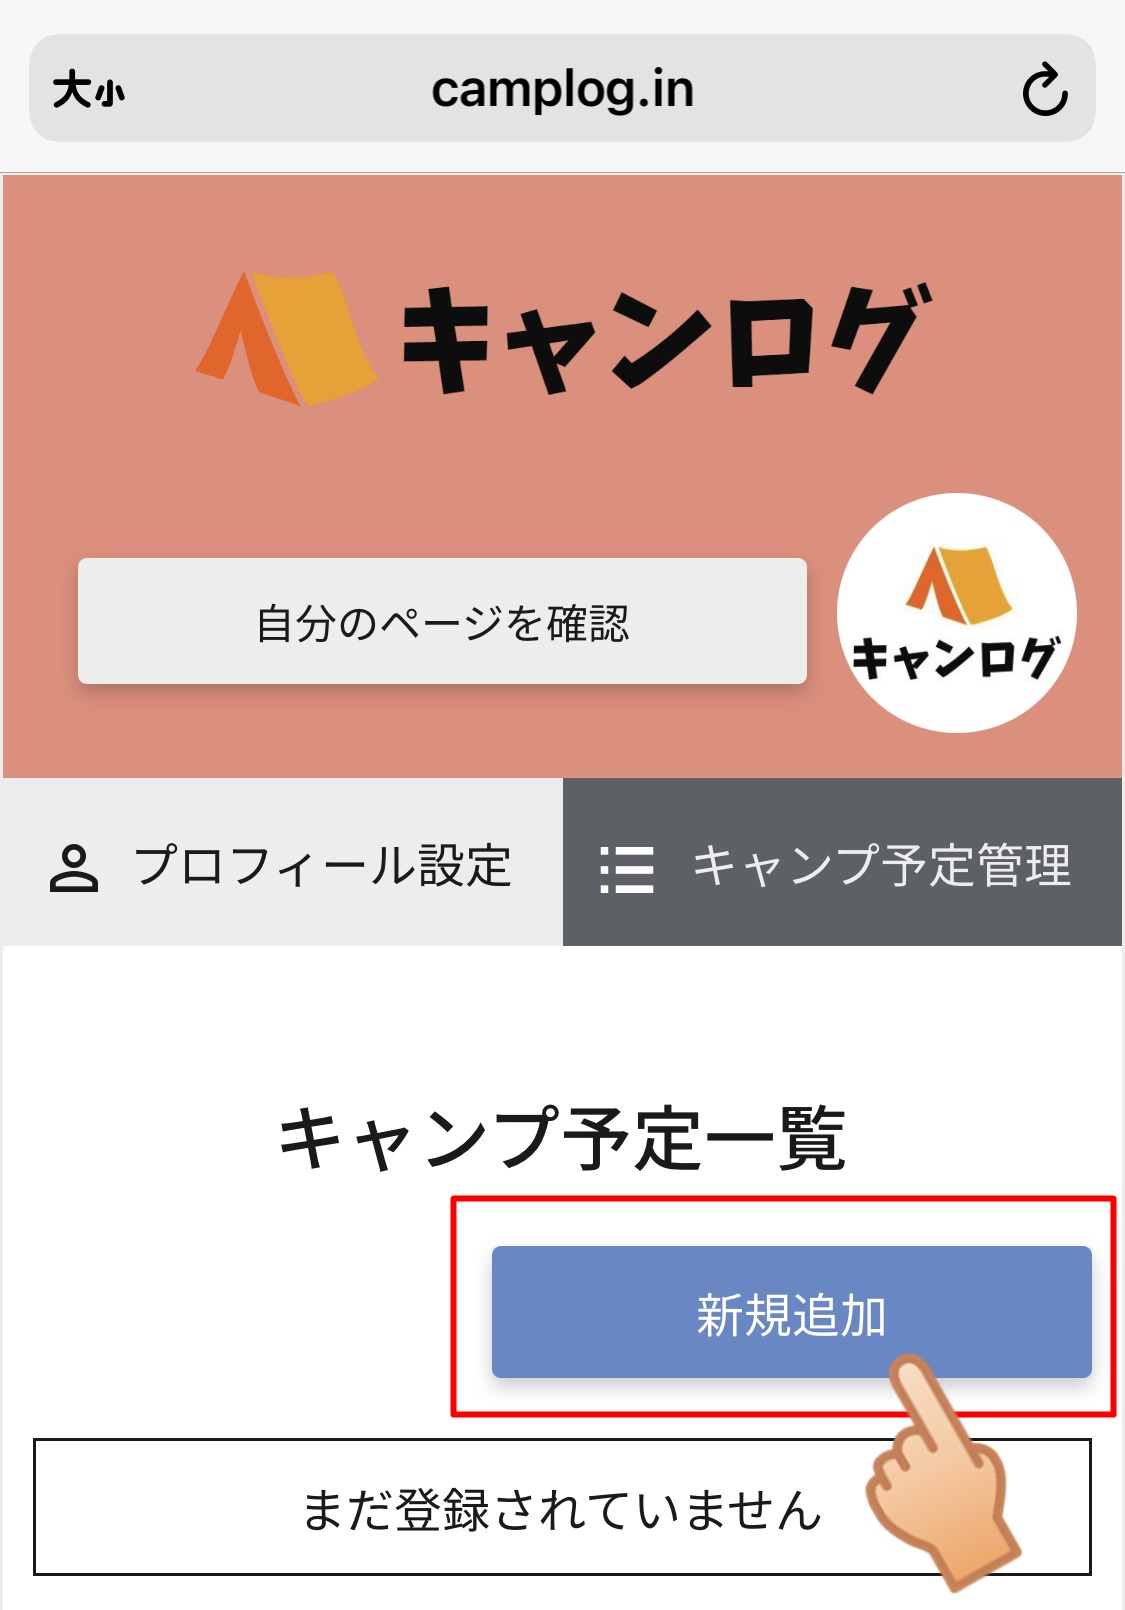 大小 camplog.in
キャンログ
自分のページを確認
キャンログ
プロフィール設定
キャンプ予定管理
キャンプ予定一覧
新規追加
まだ登録されていません